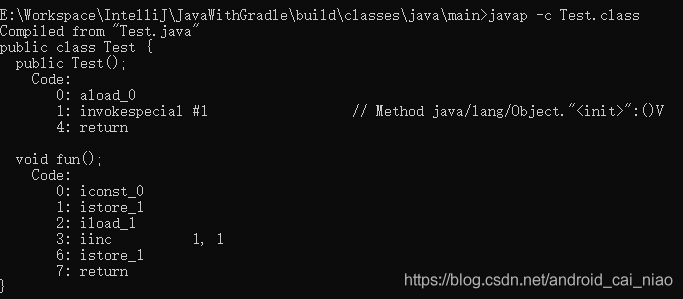 E:\Workspace\IntelliJ\JavaWithGradle\build\classes\java\main>javap -c Test.class
Compiled from "Test.java"
public class Test {
  public Test();
    Code:
       0: aload_0
       1: invokespecial #1                  // Method java/lang/Object."<init>":()V
       4: return

  void fun();
    Code:
       0: iconst_0
       1: istore_1
       2: iload_1
       3: iinc          1, 1
       6: istore_1
       7: return
}
https://blog.csdn.net/android_cai_niao